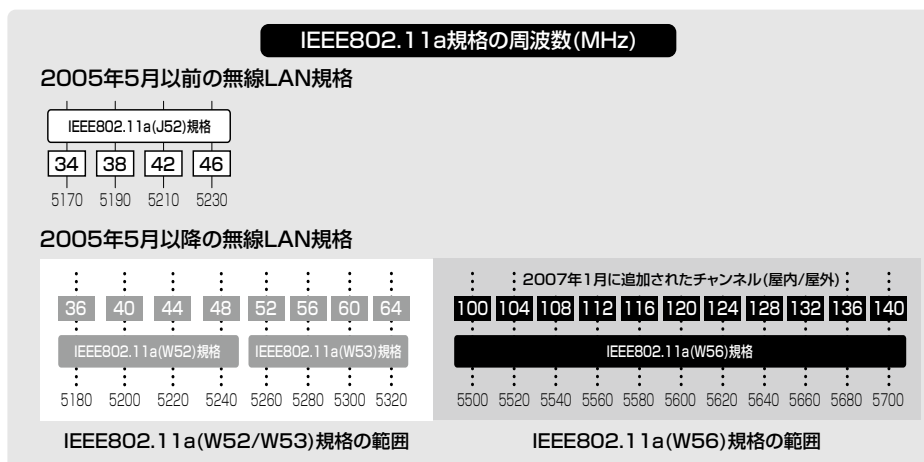 IEEE802.11a規格の周波数(MHz)
2005年5月以前の無線LAN規格
IEEE802.11a(J52)規格
34 38 42 46
5170 5190 5210 5230
2005年5月以降の無線LAN規格
2007年1月に追加されたチャンネル(屋内/屋外)
36 40 44 48 52 56 60 64 100 104 108 112 116 120 124 128 132 136 140
IEEE802.11a(W52)規格 IEEE802.11a(W53)規格 IEEE802.11a(W56)規格
5180 5200 5220 5240 5260 5280 5300 5320 5500 5520 5540 5560 5580 5600 5620 5640 5660 5680 5700
IEEE802.11a(W52/W53)規格の範囲 IEEE802.11a(W56)規格の範囲